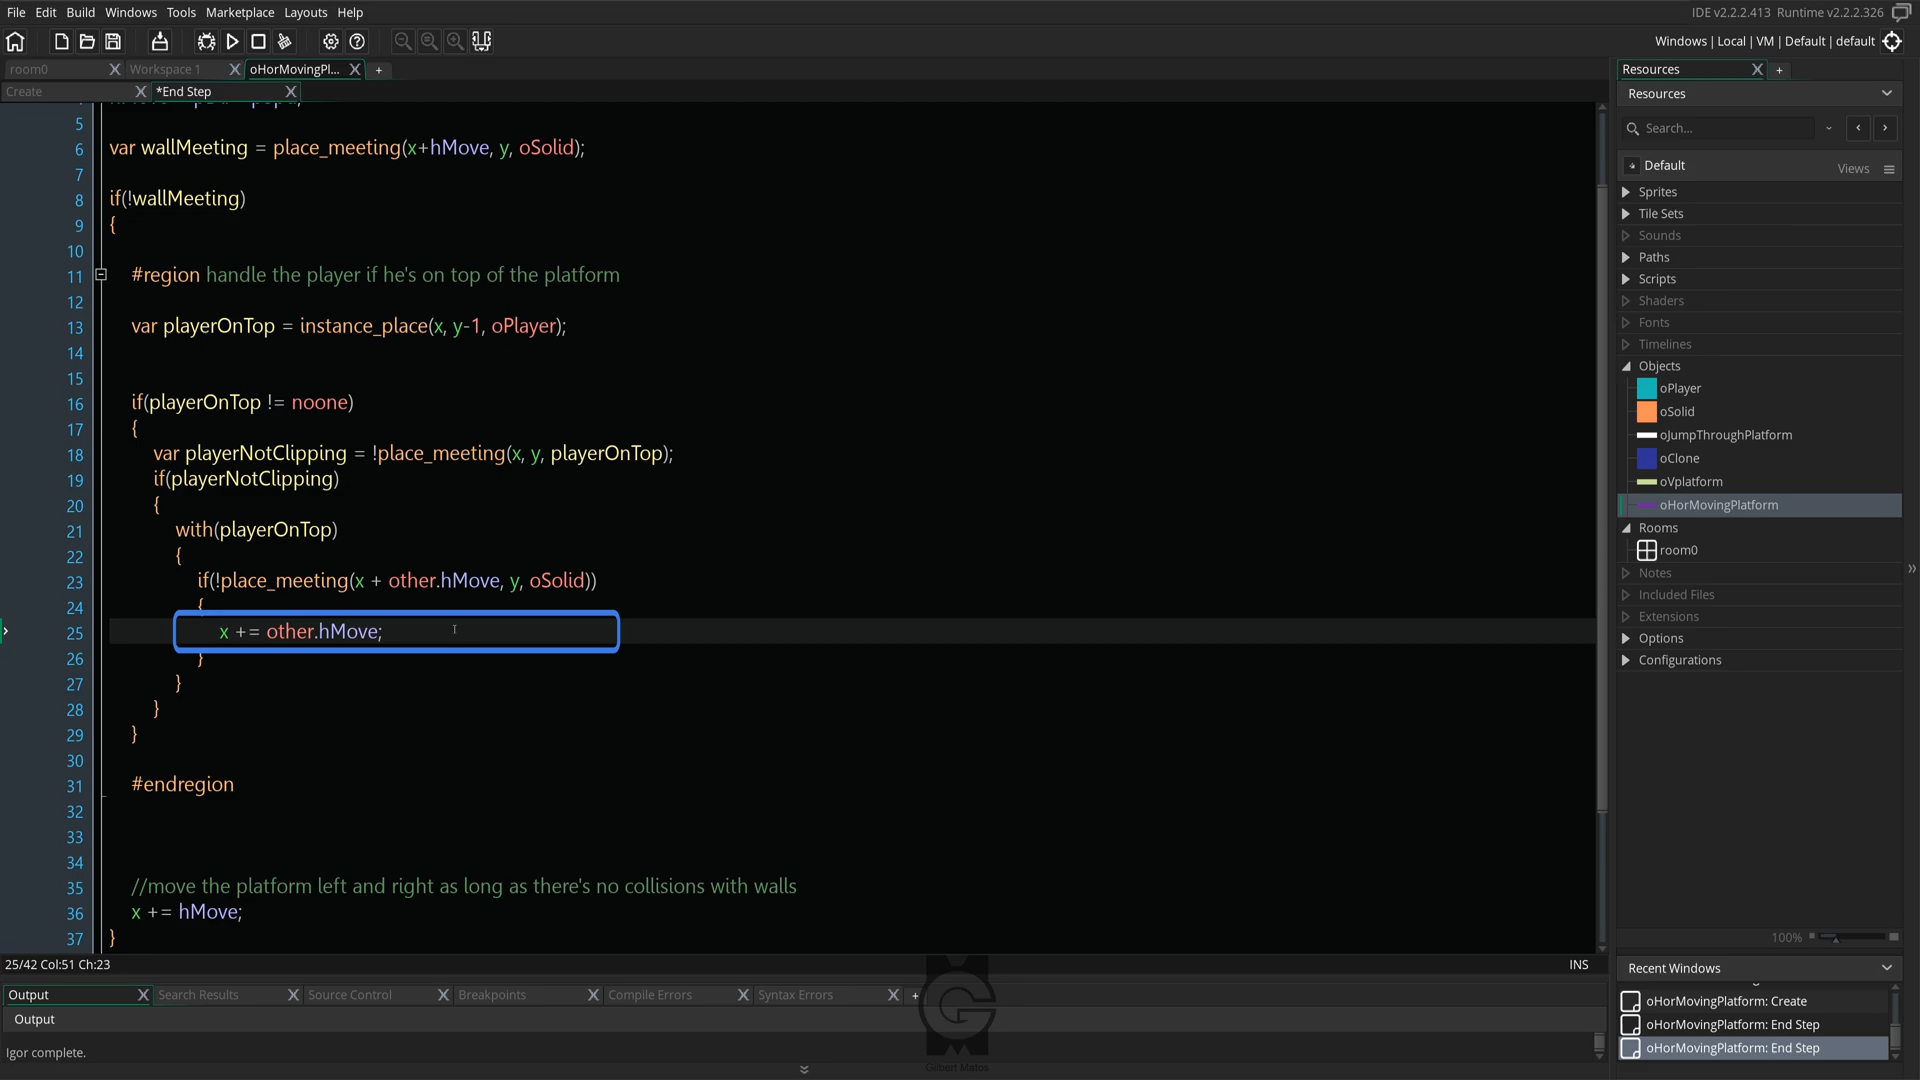 File Edit Build Windows Tools Marketplace Layouts Help
IDE v2.2.2.413 Runtime v2.2.2.326
Windows | Local | VM | Default | default
room0 Workspace 1 oHorMovingPl... +
Create *End Step
5
6 var wallMeeting = place_meeting(x+hMove, y, oSolid);
7
8 if(!wallMeeting)
9 {
10
11 #region handle the player if he's on top of the platform
12
13 var playerOnTop = instance_place(x, y-1, oPlayer);
14
15
16 if(playerOnTop != noone)
17 {
18 var playerNotClipping = !place_meeting(x, y, playerOnTop);
19 if(playerNotClipping)
20 {
21 with(playerOnTop)
22 {
23 if(!place_meeting(x + other.hMove, y, oSolid))
24 {
25 x += other.hMove;
26 }
27 }
28 }
29 }
30
31 #endregion
32
33
34
35 //move the platform left and right as long as there's no collisions with walls
36 x += hMove;
37 }
25/42 Col:51 Ch:23
INS
Output Search Results Source Control Breakpoints Compile Errors Syntax Errors +
Output
Igor complete.
Gilbert Matos
Resources +
Resources
Search...
Default
Views
Sprites
Tile Sets
Sounds
Paths
Scripts
Shaders
Fonts
Timelines
Objects
oPlayer
oSolid
oJumpThroughPlatform
oClone
oVplatform
oHorMovingPlatform
Rooms
room0
Notes
Included Files
Extensions
Options
Configurations
100%
Recent Windows
oHorMovingPlatform: Create
oHorMovingPlatform: End Step
oHorMovingPlatform: End Step